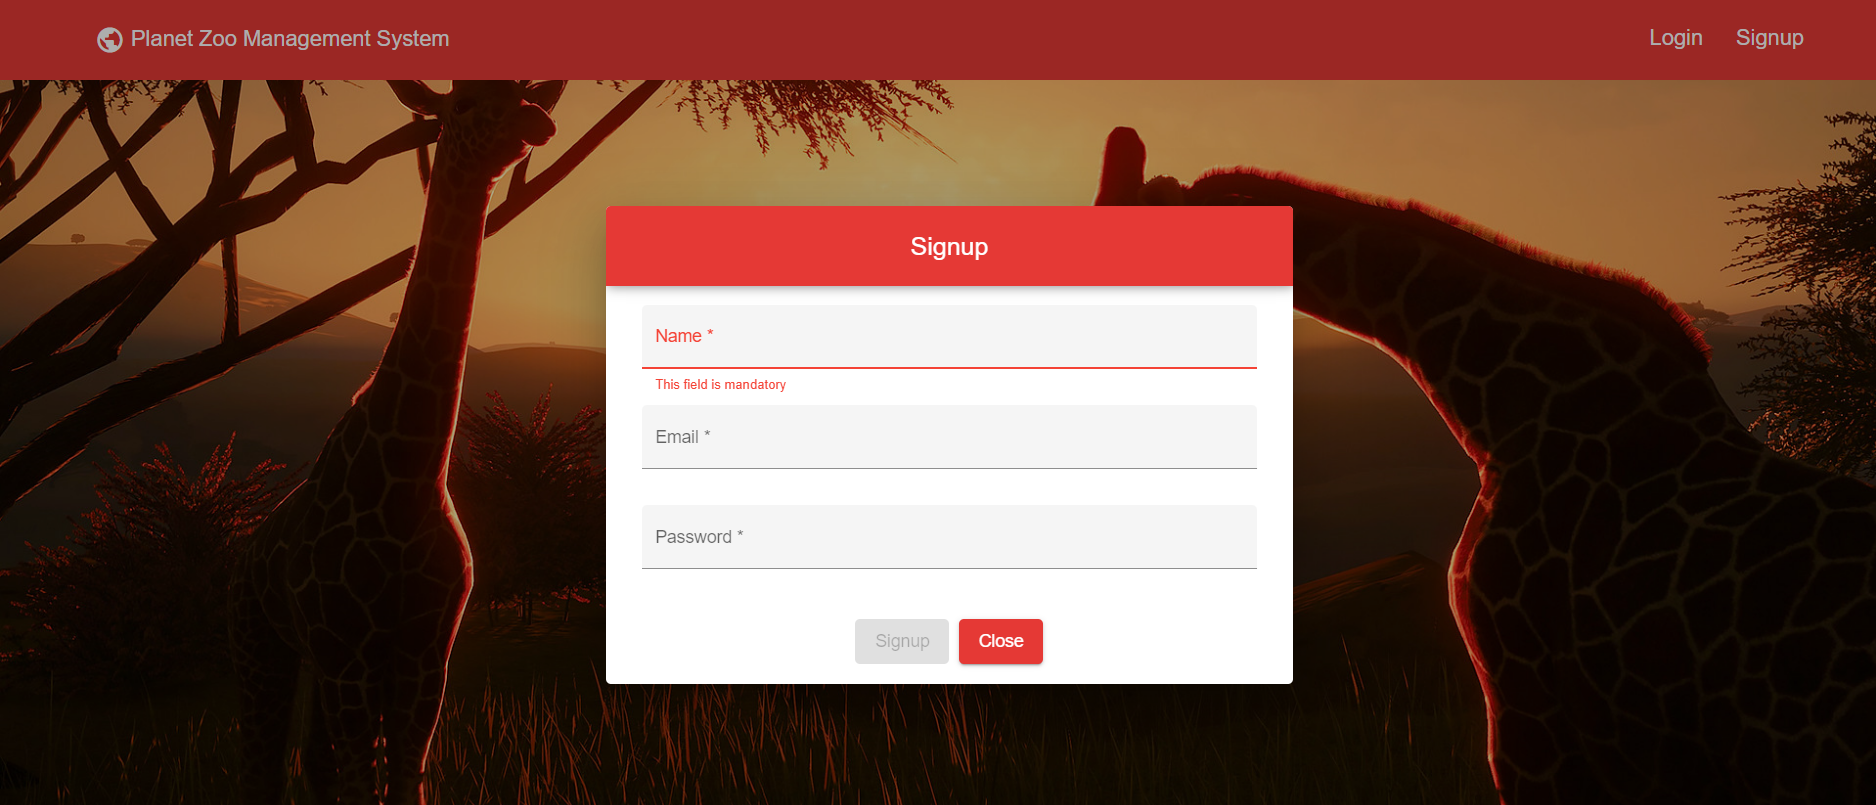 Planet Zoo Management System
Login Signup
Signup
Name *
This field is mandatory
Email *
Password *
Signup Close